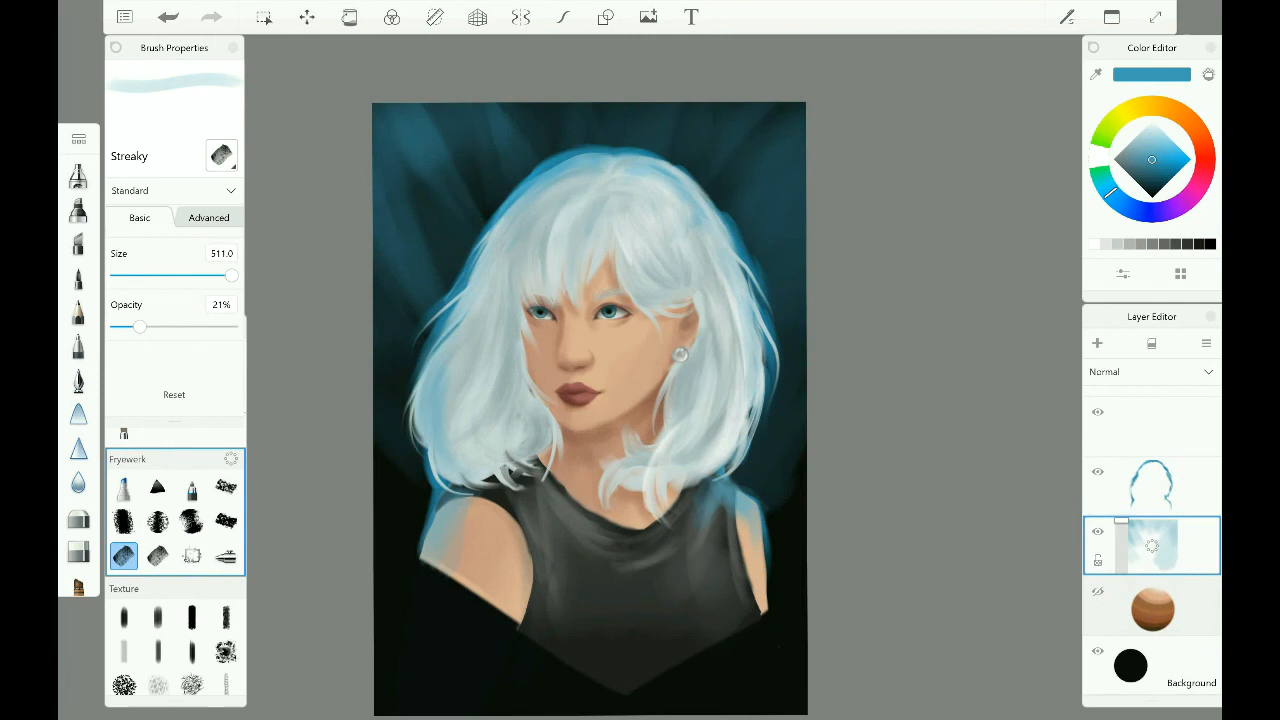 T
Brush Properties
Streaky
Standard
Basic
Advanced
Size
511.0
Opacity
21%
Reset
Fryewerk
Texture
Color Editor
Layer Editor
Normal
Background